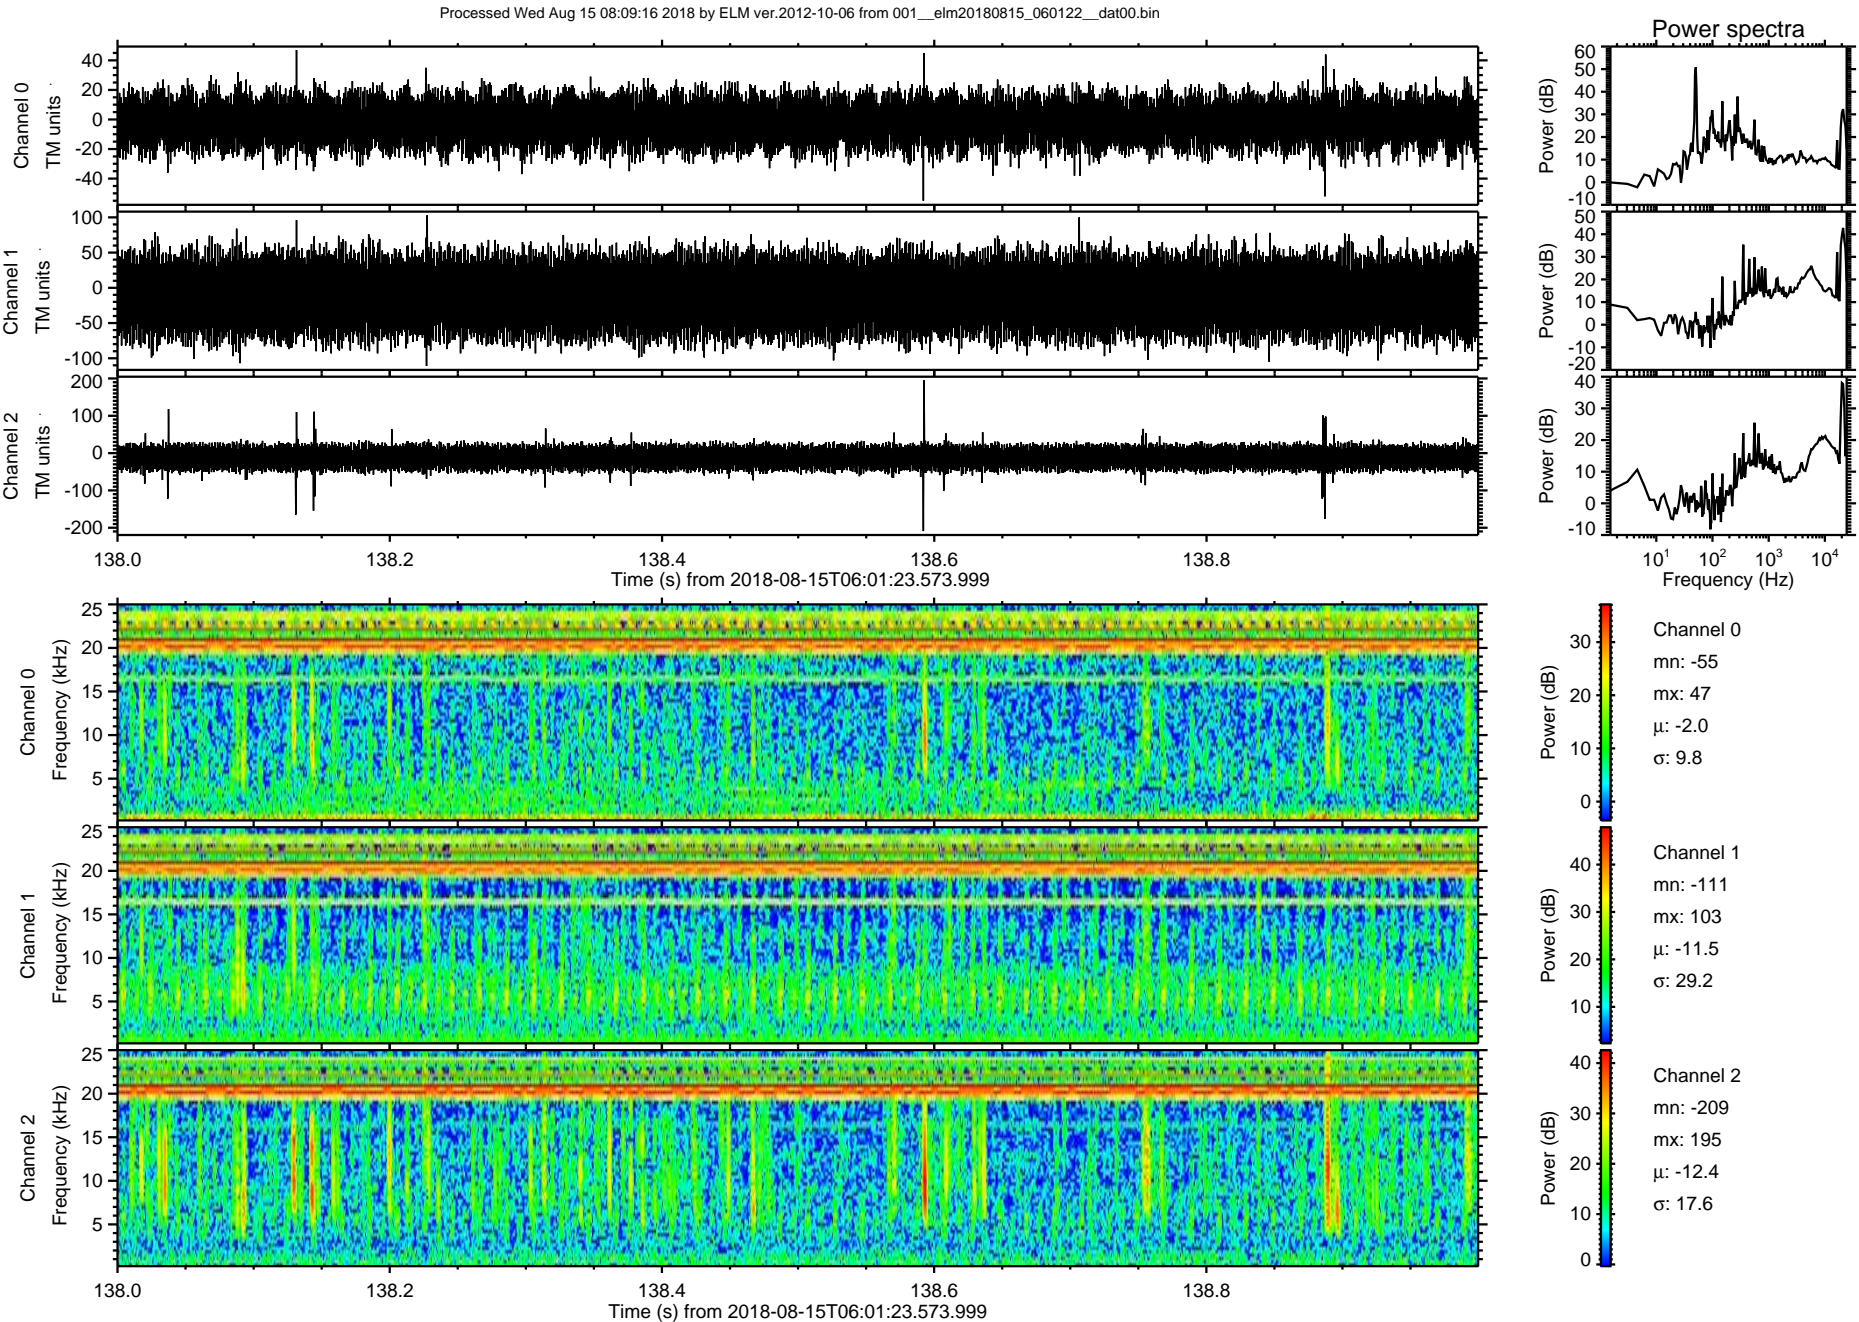 Processed Wed Aug 15 08:09:16 2018 by ELM ver.2012-10-06 from 001__elm20180815_060122__dat00.bin
Power spectra
Channel 0
TM units
40
20
0
-20
-40
Power (dB)
60
50
40
30
20
10
0
-10
Channel 1
TM units
100
50
0
-50
-100
Power (dB)
50
40
30
20
10
0
-10
-20
Channel 2
TM units
200
100
0
-100
-200
Power (dB)
40
30
20
10
0
-10
138.0 138.2 138.4 138.6 138.8
Time (s) from 2018-08-15T06:01:23.573.999
10^1 10^2 10^3 10^4
Frequency (Hz)
Channel 0
Frequency (kHz)
25
20
15
10
5
Power (dB)
30
20
10
0
Channel 0
mn: -55
mx: 47
μ: -2.0
σ: 9.8
Channel 1
Frequency (kHz)
25
20
15
10
5
Power (dB)
40
30
20
10
Channel 1
mn: -111
mx: 103
μ: -11.5
σ: 29.2
Channel 2
Frequency (kHz)
25
20
15
10
5
Power (dB)
40
30
20
10
0
Channel 2
mn: -209
mx: 195
μ: -12.4
σ: 17.6
138.0 138.2 138.4 138.6 138.8
Time (s) from 2018-08-15T06:01:23.573.999